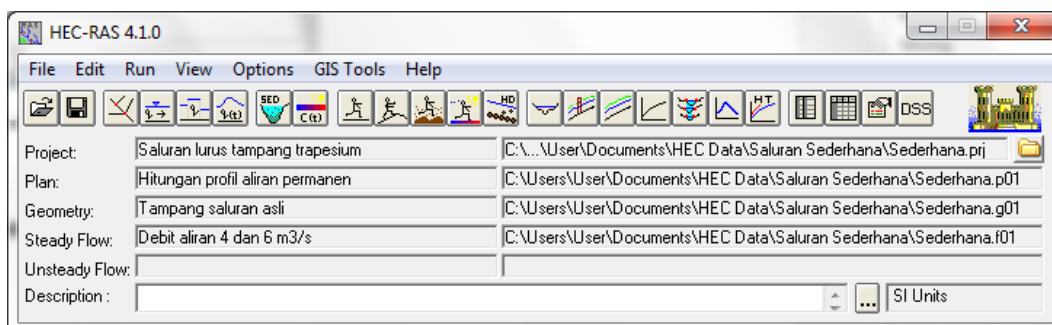 HEC-RAS 4.1.0
File Edit Run View Options GIS Tools Help
SED C(t) HD HT DSS
Project: Saluran lurus tampang trapesium C:\...\User\Documents\HEC Data\Saluran Sederhana\Sederhana.prj
Plan: Hitungan profil aliran permanen C:\Users\User\Documents\HEC Data\Saluran Sederhana\Sederhana.p01
Geometry: Tampang saluran asli C:\Users\User\Documents\HEC Data\Saluran Sederhana\Sederhana.g01
Steady Flow: Debit aliran 4 dan 6 m3/s C:\Users\User\Documents\HEC Data\Saluran Sederhana\Sederhana.f01
Unsteady Flow:
Description : ... SI Units